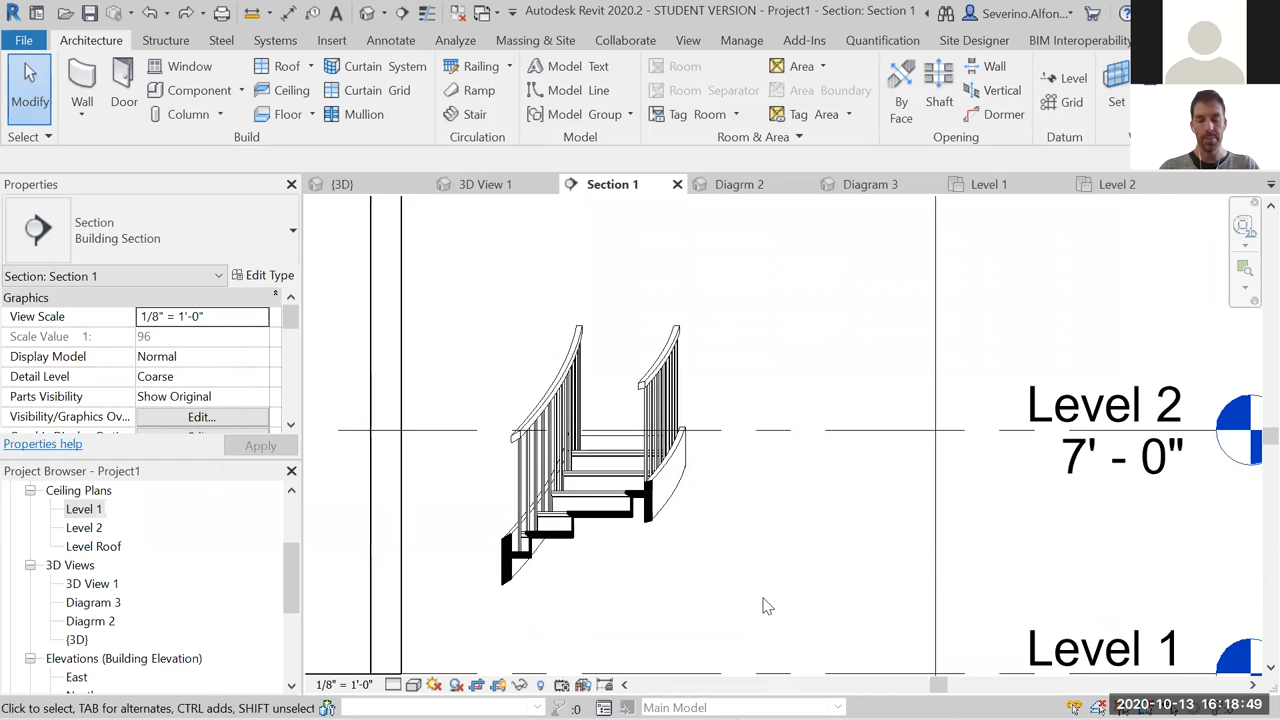 Autodesk Revit 2020.2 - STUDENT VERSION - Project1 - Section: Section 1
Severino.Alfon...
File Architecture Structure Steel Systems Insert Annotate Analyze Massing & Site Collaborate View Manage Add-Ins Quantification Site Designer BIM Interoperability
Modify
Wall
Door
Window
Component
Column
Roof
Ceiling
Floor
Curtain System
Curtain Grid
Mullion
Railing
Ramp
Stair
Model Text
Model Line
Model Group
Room
Room Separator
Tag Room
Area
Area Boundary
Tag Area
By
Face
Shaft
Wall
Vertical
Dormer
Level
Grid
Set
Select
Build
Circulation
Model
Room & Area
Opening
Datum
Properties
{3D}
3D View 1
Section 1
Diagrm 2
Diagram 3
Level 1
Level 2
Section
Building Section
Section: Section 1
Edit Type
Graphics
View Scale 1/8" = 1'-0"
Scale Value 1: 96
Display Model Normal
Detail Level Coarse
Parts Visibility Show Original
Visibility/Graphics Ov... Edit...
Properties help
Apply
Project Browser - Project1
Ceiling Plans
Level 1
Level 2
Level Roof
3D Views
3D View 1
Diagram 3
Diagrm 2
{3D}
Elevations (Building Elevation)
East
Level 2
7' - 0"
Level 1
2D
1/8" = 1'-0"
Click to select, TAB for alternates, CTRL adds, SHIFT unselect
:0
Main Model
2020-10-13 16:18:49